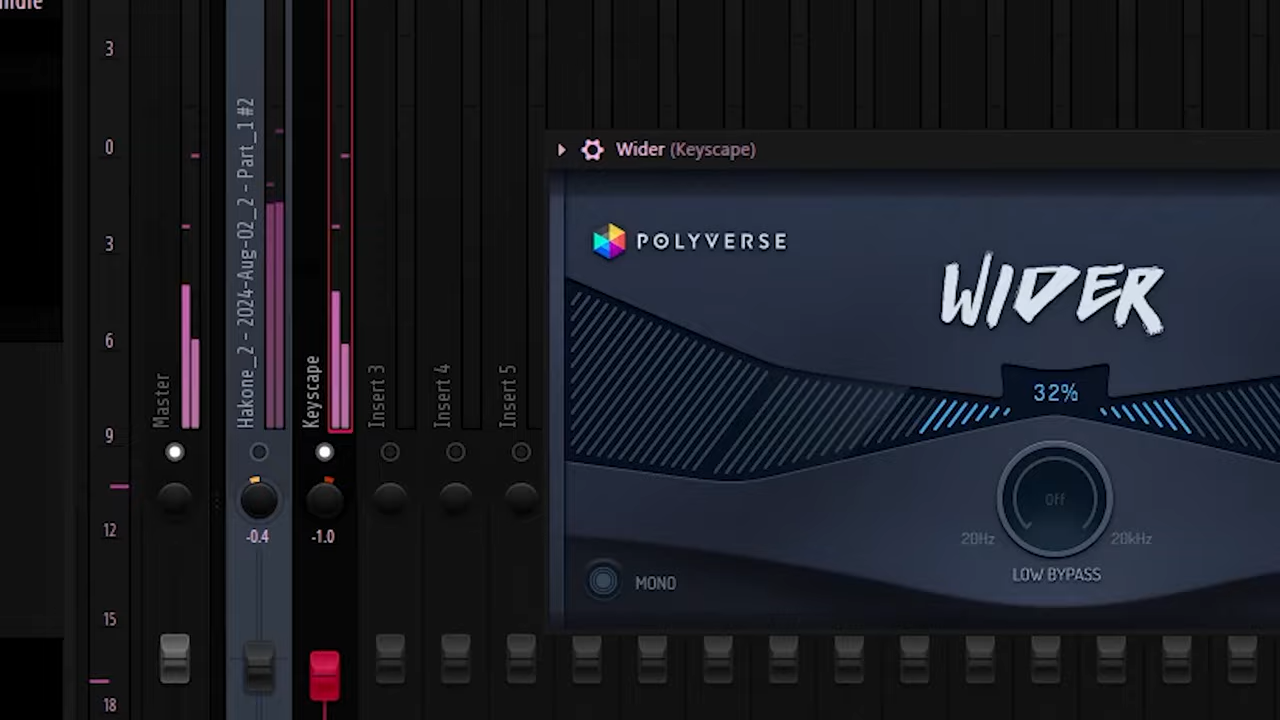 3
0
3
6
9
12
15
18
Master
Hakone_2 - 2024-Aug-02_2 - Part_1 #2
-0.4
Keyscape
-1.0
Insert 3
Insert 4
Insert 5
Wider (Keyscape)
POLYVERSE
WIDER
32%
Off
20Hz
20kHz
LOW BYPASS
MONO